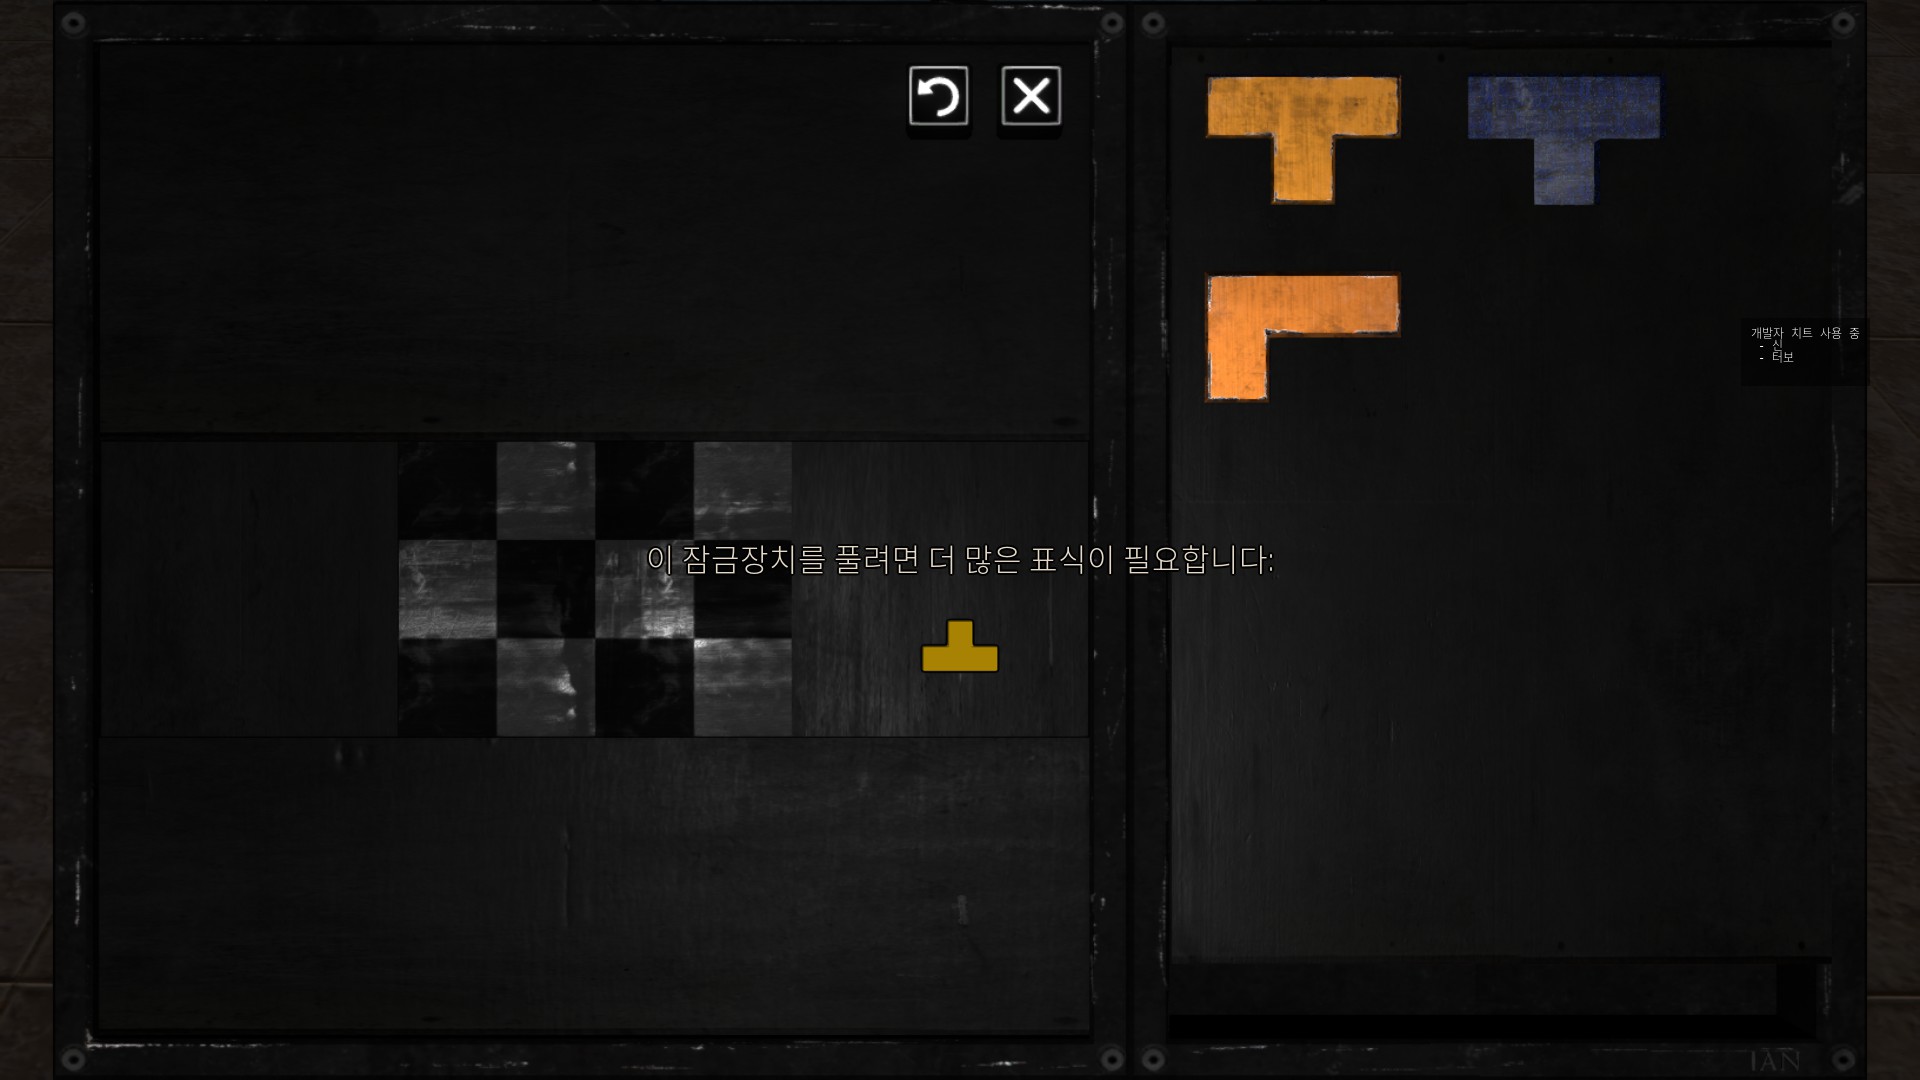 개발자 치트 사용 중
- 신
- 터보
이 잠금장치를 풀려면 더 많은 표식이 필요합니다:
IAN